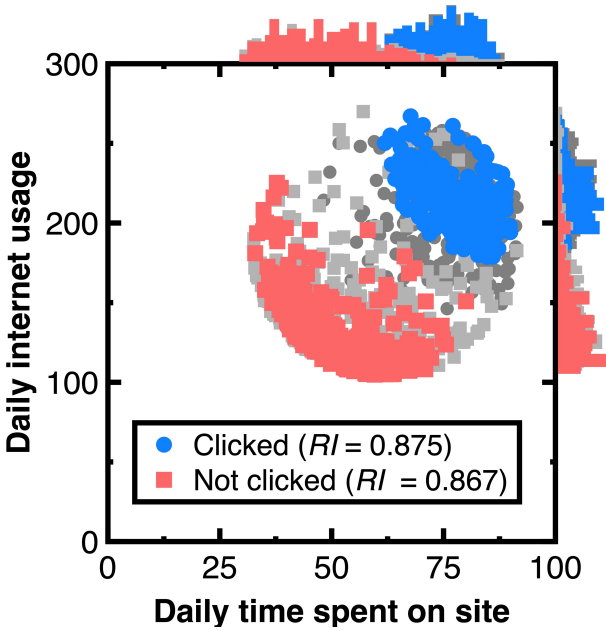 300
200
100
0
Daily internet usage
Clicked (RI = 0.875)
Not clicked (RI = 0.867)
0 25 50 75 100
Daily time spent on site